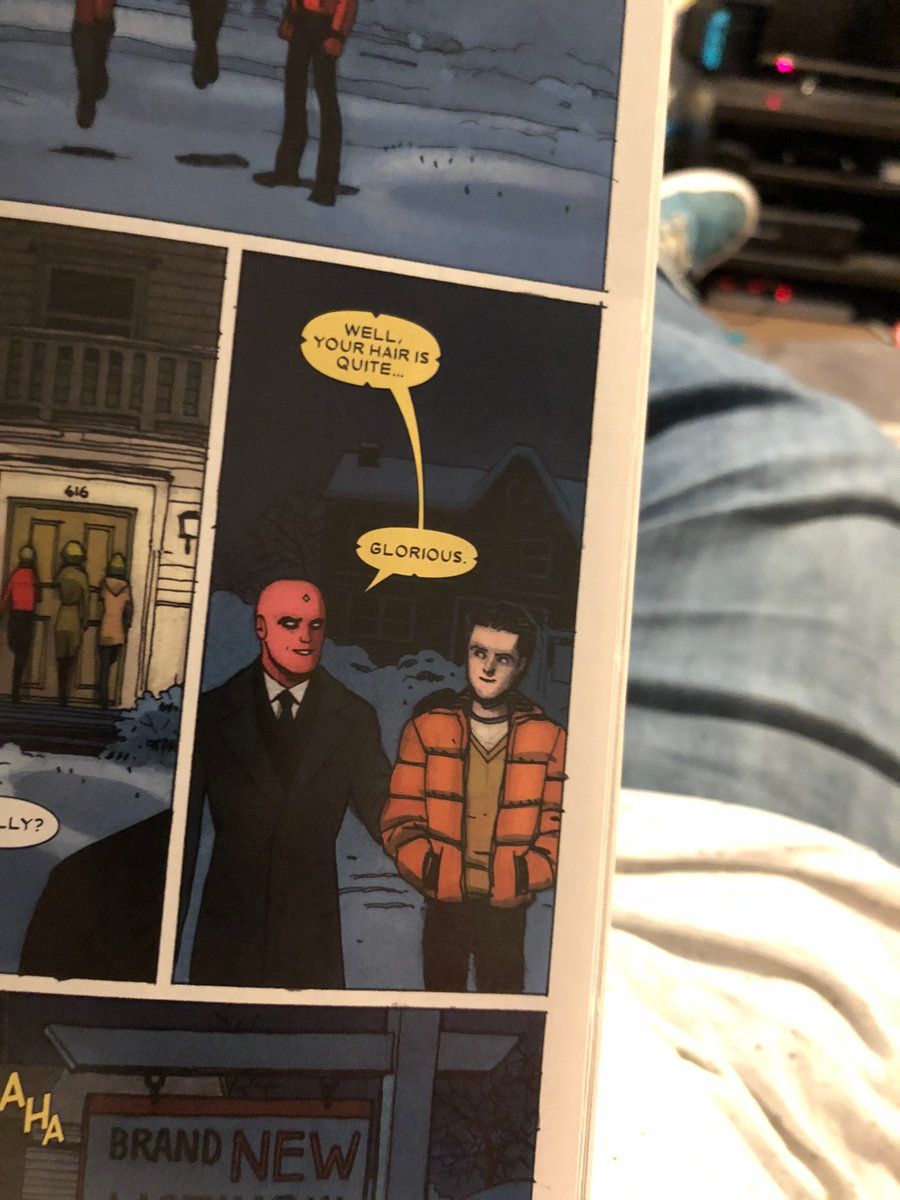 616
WELL,
YOUR HAIR IS
QUITE...
GLORIOUS.
LLY?
AHA
BRAND NEW